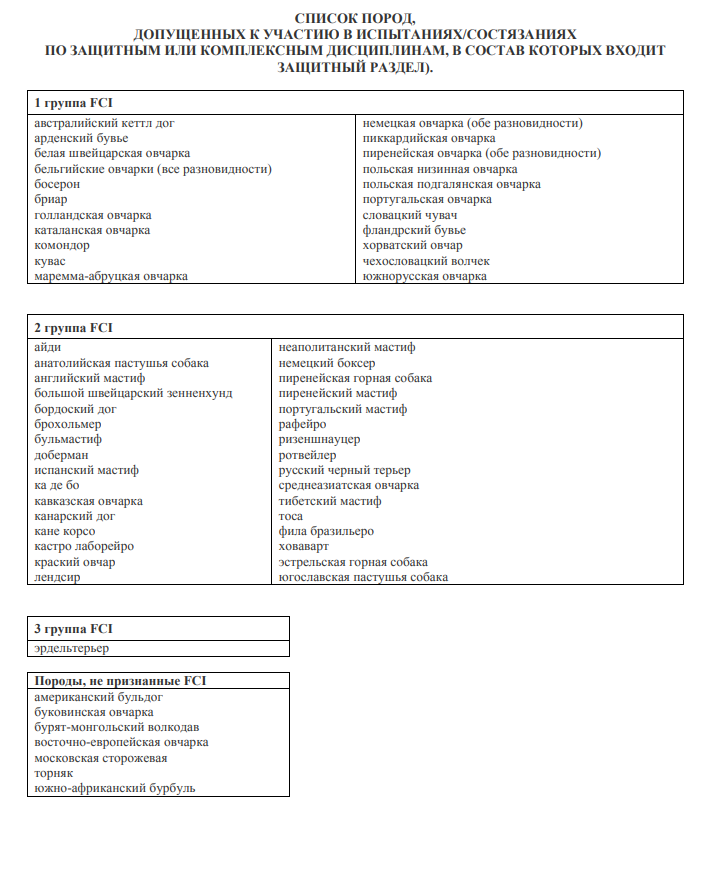 СПИСОК ПОРОД,
ДОПУЩЕННЫХ К УЧАСТИЮ В ИСПЫТАНИЯХ/СОСТЯЗАНИЯХ
ПО ЗАЩИТНЫМ ИЛИ КОМПЛЕКСНЫМ ДИСЦИПЛИНАМ, В СОСТАВ КОТОРЫХ ВХОДИТ
ЗАЩИТНЫЙ РАЗДЕЛ).
1 группа FCI
австралийский кеттл дог
арденский бувье
белая швейцарская овчарка
бельгийские овчарки (все разновидности)
босерон
бриар
голландская овчарка
каталанская овчарка
комондор
кувас
маремма-абруцкая овчарка
немецкая овчарка (обе разновидности)
пиккардийская овчарка
пиренейская овчарка (обе разновидности)
польская низинная овчарка
польская подгалянская овчарка
португальская овчарка
словацкий чувач
фландрский бувье
хорватский овчар
чехословацкий волчек
южнорусская овчарка
2 группа FCI
айди
анатолийская пастушья собака
английский мастиф
большой швейцарский зенненхунд
бордоский дог
брохольмер
бульмастиф
доберман
испанский мастиф
ка де бо
кавказская овчарка
канарский дог
кане корсо
кастро лаборейро
краский овчар
лендсир
неаполитанский мастиф
немецкий боксер
пиренейская горная собака
пиренейский мастиф
португальский мастиф
рафейро
ризеншнауцер
ротвейлер
русский черный терьер
среднеазиатская овчарка
тибетский мастиф
тоса
фила бразильеро
ховаварт
эстрельская горная собака
югославская пастушья собака
3 группа FCI
эрдельтерьер
Породы, не признанные FCI
американский бульдог
буковинская овчарка
бурят-монгольский волкодав
восточно-европейская овчарка
московская сторожевая
торняк
южно-африканский бурбуль